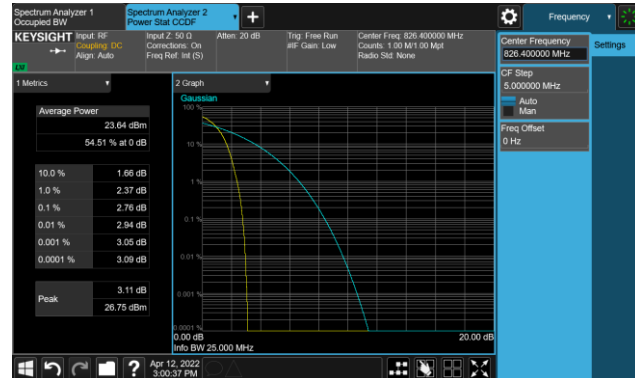 Spectrum Analyzer 1
Occupied BW
Spectrum Analyzer 2
Power Stat CCDF
Frequency
KEYSIGHT
Input: RF
Coupling: DC
Align: Auto
Input Z: 50 Ω
Corrections: On
Freq Ref: Int (S)
Atten: 20 dB
Trig: Free Run
#IF Gain: Low
Center Freq: 826.400000 MHz
Counts: 1.00 M/1.00 Mpt
Radio Std: None
Center Frequency
826.400000 MHz
Settings
CF Step
5.000000 MHz
Auto
Man
Freq Offset
0 Hz
1 Metrics
Average Power
23.64 dBm
54.51 % at 0 dB
10.0 % 1.66 dB
1.0 % 2.37 dB
0.1 % 2.76 dB
0.01 % 2.94 dB
0.001 % 3.05 dB
0.0001 % 3.09 dB
Peak
3.11 dB
26.75 dBm
2 Graph
Gaussian
100 %
10 %
1 %
0.1 %
0.01 %
0.001 %
0.0001 %
0.00 dB 20.00 dB
Info BW 25.000 MHz
?
Apr 12, 2022
3:00:37 PM